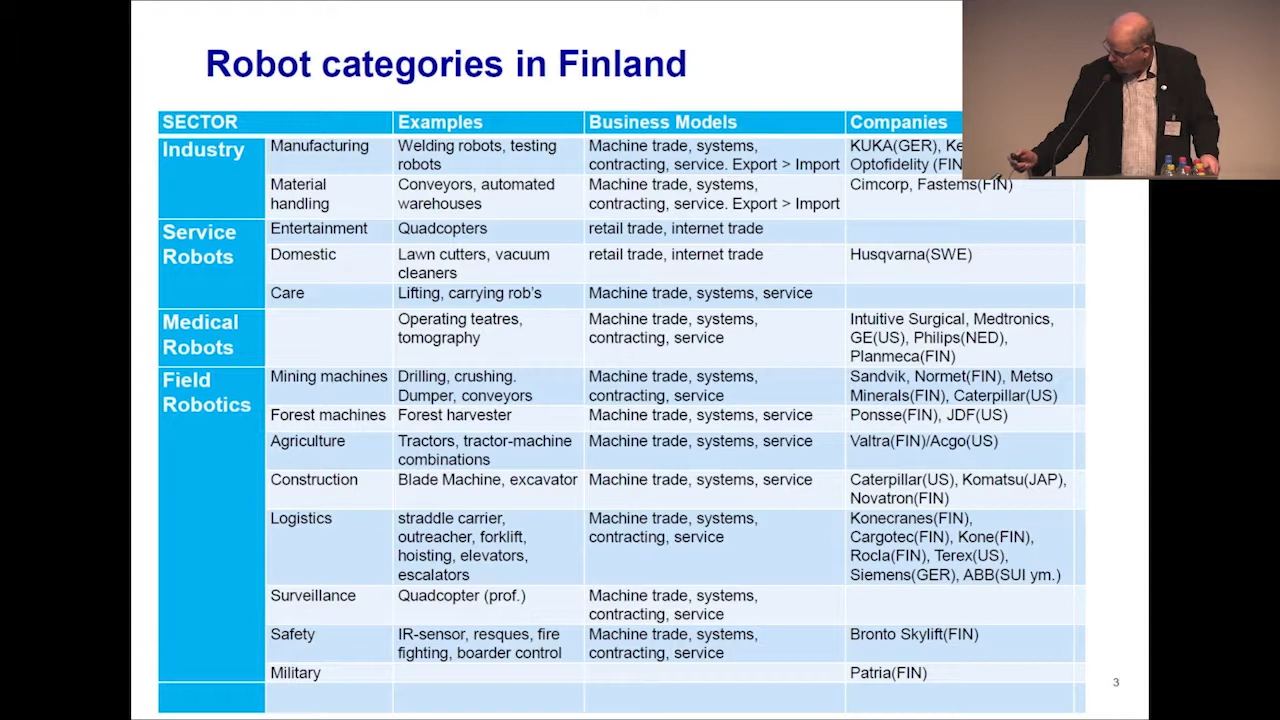 Robot categories in Finland
SECTOR Examples Business Models Companies
Industry Manufacturing Welding robots, testing robots Machine trade, systems, contracting, service. Export > Import KUKA(GER), Optofidelity
Material handling Conveyors, automated warehouses Machine trade, systems, contracting, service. Export > Import Cimcorp, Fastems(FIN)
Service Robots Entertainment Quadcopters retail trade, internet trade
Domestic Lawn cutters, vacuum cleaners retail trade, internet trade Husqvarna(SWE)
Care Lifting, carrying rob's Machine trade, systems, service
Medical Robots Operating teatres, tomography Machine trade, systems, contracting, service Intuitive Surgical, Medtronics, GE(US), Philips(NED), Planmeca(FIN)
Field Robotics Mining machines Drilling, crushing. Dumper, conveyors Machine trade, systems, contracting, service Sandvik, Normet(FIN), Metso Minerals(FIN), Caterpillar(US)
Forest machines Forest harvester Machine trade, systems, service Ponsse(FIN), JDF(US)
Agriculture Tractors, tractor-machine combinations Machine trade, systems, service Valtra(FIN)/Acgo(US)
Construction Blade Machine, excavator Machine trade, systems, service Caterpillar(US), Komatsu(JAP), Novatron(FIN)
Logistics straddle carrier, outreacher, forklift, hoisting, elevators, escalators Machine trade, systems, contracting, service Konecranes(FIN), Cargotec(FIN), Kone(FIN), Rocla(FIN), Terex(US), Siemens(GER), ABB(SUI ym.)
Surveillance Quadcopter (prof.) Machine trade, systems, contracting, service
Safety IR-sensor, resques, fire fighting, boarder control Machine trade, systems, contracting, service Bronto Skylift(FIN)
Military Patria(FIN)
3